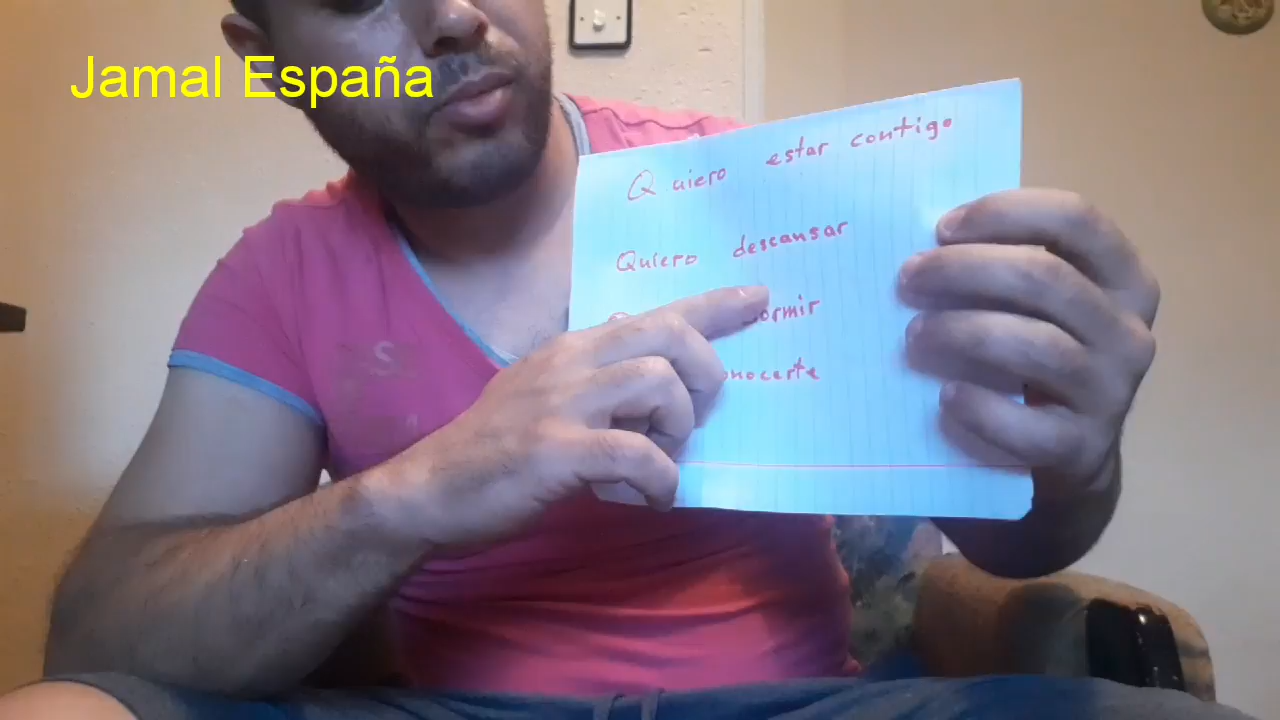 Jamal España
Quiero estar contigo
Quiero descansar
ormir
onocerte